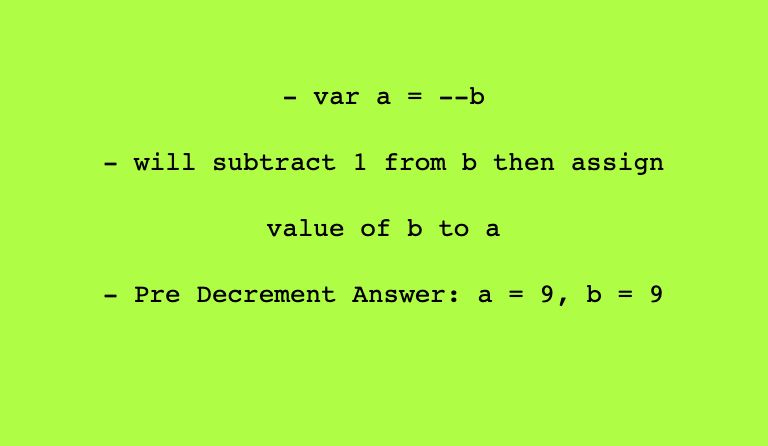 - var a = --b
- will subtract 1 from b then assign
value of b to a
- Pre Decrement Answer: a = 9, b = 9